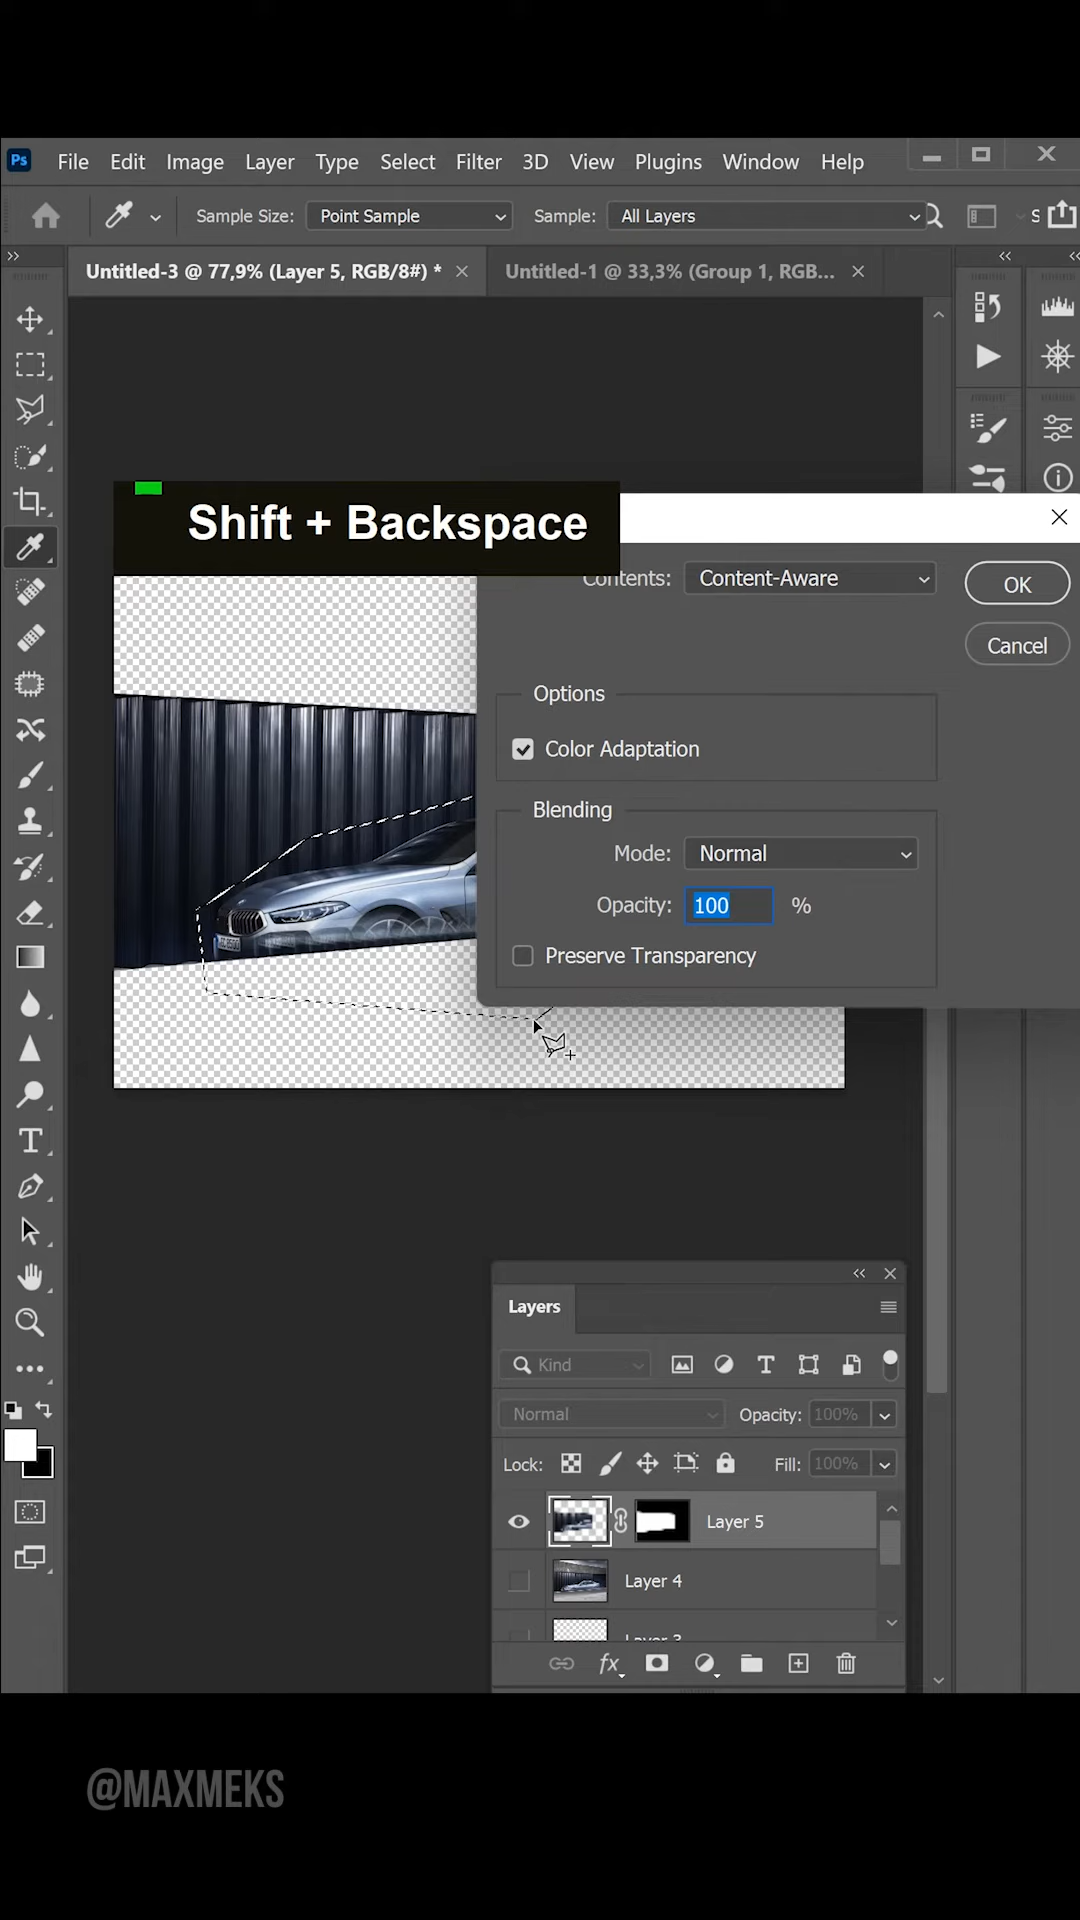 Ps File Edit Image Layer Type Select Filter 3D View Plugins Window Help
Sample Size: Point Sample Sample: All Layers S
Untitled-3 @ 77,9% (Layer 5, RGB/8#) * Untitled-1 @ 33,3% (Group 1, RGB...
Shift + Backspace
Contents: Content-Aware
OK
Cancel
Options
Color Adaptation
Blending
Mode: Normal
Opacity: 100 %
Preserve Transparency
Layers
Kind
Normal Opacity: 100%
Lock: Fill: 100%
Layer 5
Layer 4
Layer 3
fx
@MAXMEKS